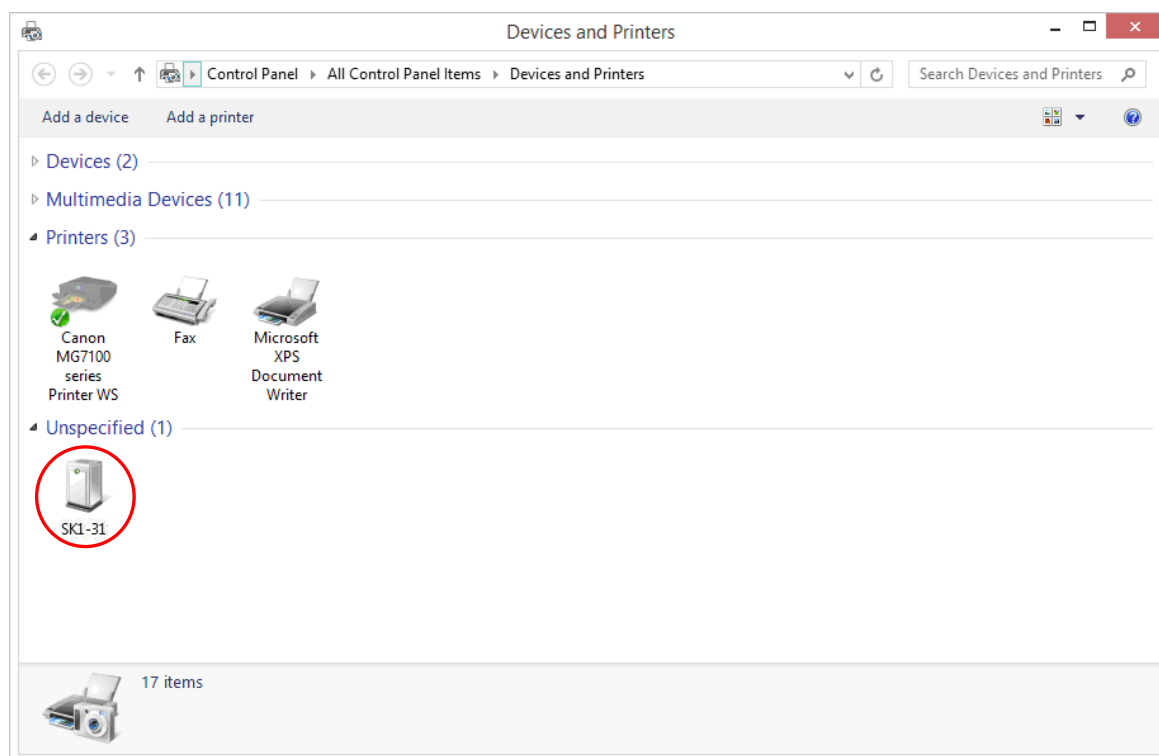 Devices and Printers
Control Panel All Control Panel Items Devices and Printers
Search Devices and Printers
Add a device Add a printer
Devices (2)
Multimedia Devices (11)
Printers (3)
Canon
MG7100
series
Printer WS
Fax
Microsoft
XPS
Document
Writer
Unspecified (1)
SK1-31
17 items